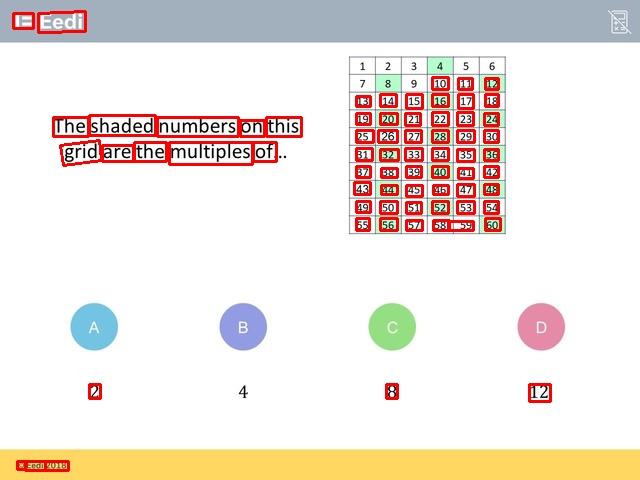 Eedi
The shaded numbers on this
grid are the multiples of ..
1 2 3 4 5 6
7 8 9 10 11 12
13 14 15 16 17 18
19 20 21 22 23 24
25 26 27 28 29 30
31 32 33 34 35 36
37 38 39 40 41 42
43 44 45 46 47 48
49 50 51 52 53 54
55 56 57 58 59 60
A B C D
2 4 8 12
© Eedi 2018